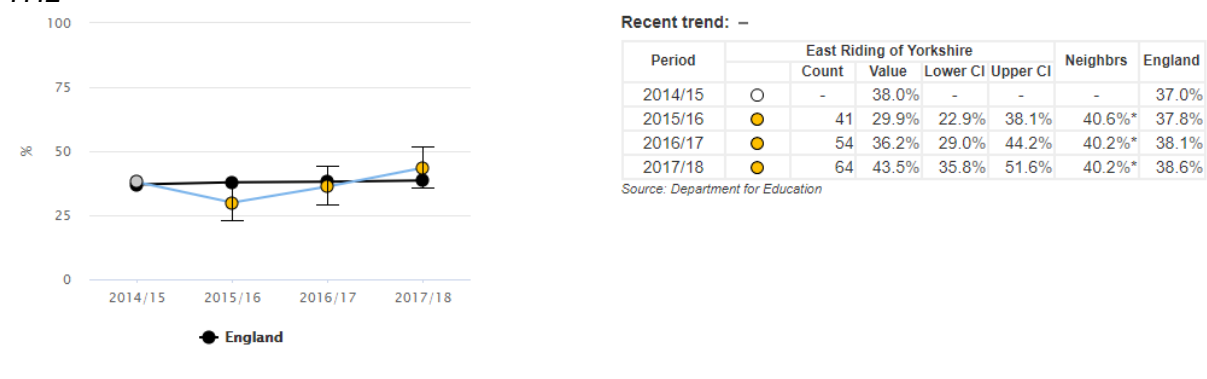 100
75
50
25
0
%
2014/15 2015/16 2016/17 2017/18
England
Recent trend: –
Period East Riding of Yorkshire Neighbrs England
Count Value Lower CI Upper CI
2014/15 - 38.0% - - - 37.0%
2015/16 41 29.9% 22.9% 38.1% 40.6%* 37.8%
2016/17 54 36.2% 29.0% 44.2% 40.2%* 38.1%
2017/18 64 43.5% 35.8% 51.6% 40.2%* 38.6%
Source: Department for Education